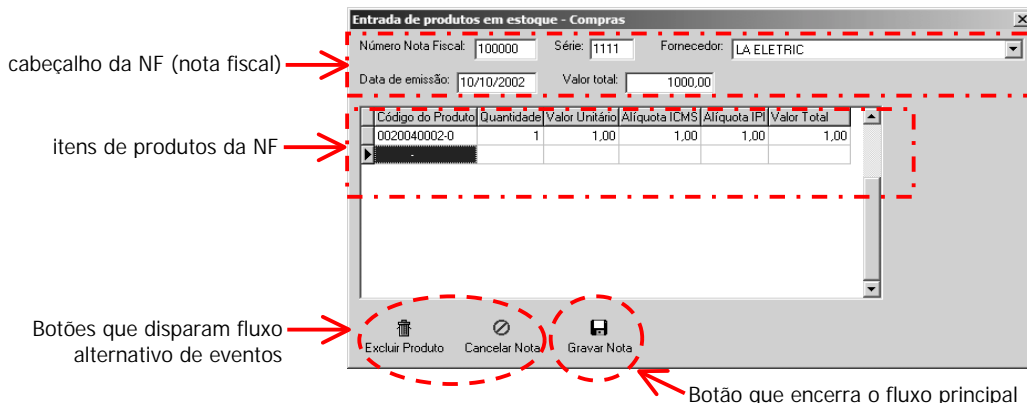 Entrada de produtos em estoque - Compras
cabeçalho da NF (nota fiscal)
Número Nota Fiscal: 100000 Série: 1111 Fornecedor: LA ELETRIC
Data de emissão: 10/10/2002 Valor total: 1000,00
itens de produtos da NF
Código do Produto Quantidade Valor Unitário Alíquota ICMS Alíquota IPI Valor Total
0020040002-0 1 1,00 1,00 1,00 1,00
-
Botões que disparam fluxo
alternativo de eventos
Excluir Produto Cancelar Nota Gravar Nota
Botão que encerra o fluxo principal